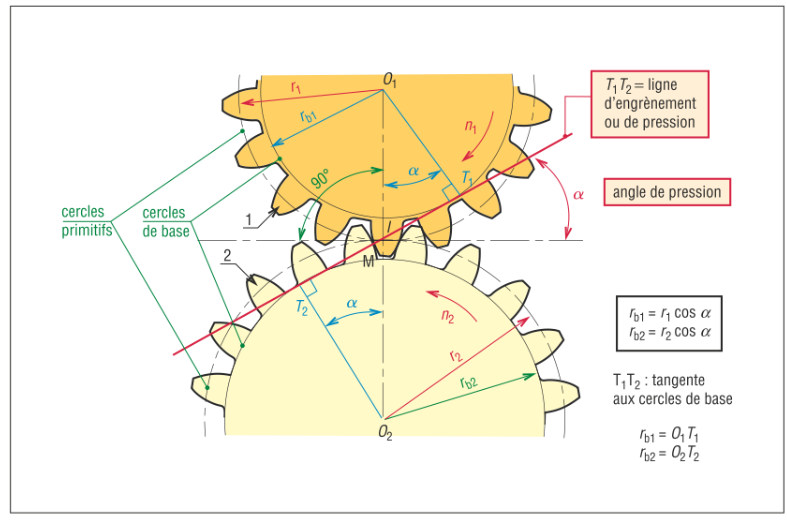 O1
r1
rb1
n1
α
T1
90°
T1T2 = ligne
d'engrènement
ou de pression
α
angle de pression
cercles
primitifs
cercles
de base
1
I
M
2
T2
α
n2
r2
rb2
O2
rb1 = r1 cos α
rb2 = r2 cos α
T1T2 : tangente
aux cercles de base
rb1 = O1T1
rb2 = O2T2